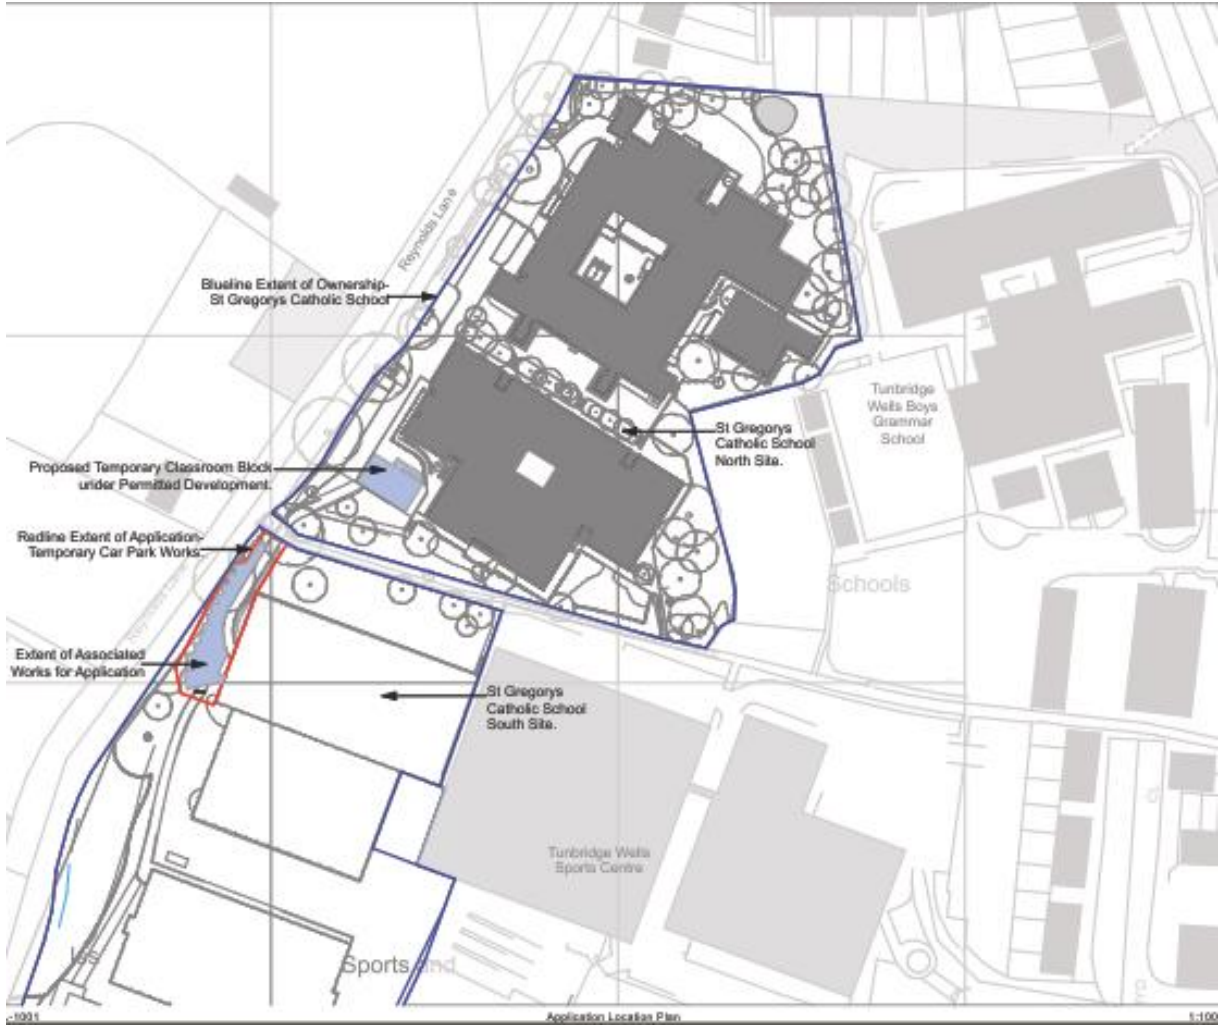 Reynolds Lane
Blueline Extent of Ownership-
St Gregorys Catholic School
Tunbridge
Wells Boys
Grammar
School
St Gregorys
Catholic School
North Site.
Proposed Temporary Classroom Block
under Permitted Development.
Redline Extent of Application-
Temporary Car Park Works.
Schools
Reynolds Lane
Extent of Associated
Works for Application
St Gregorys
Catholic School
South Site.
Tunbridge Wells
Sports Centre
Sports and
-1001
Application Location Plan
1:100